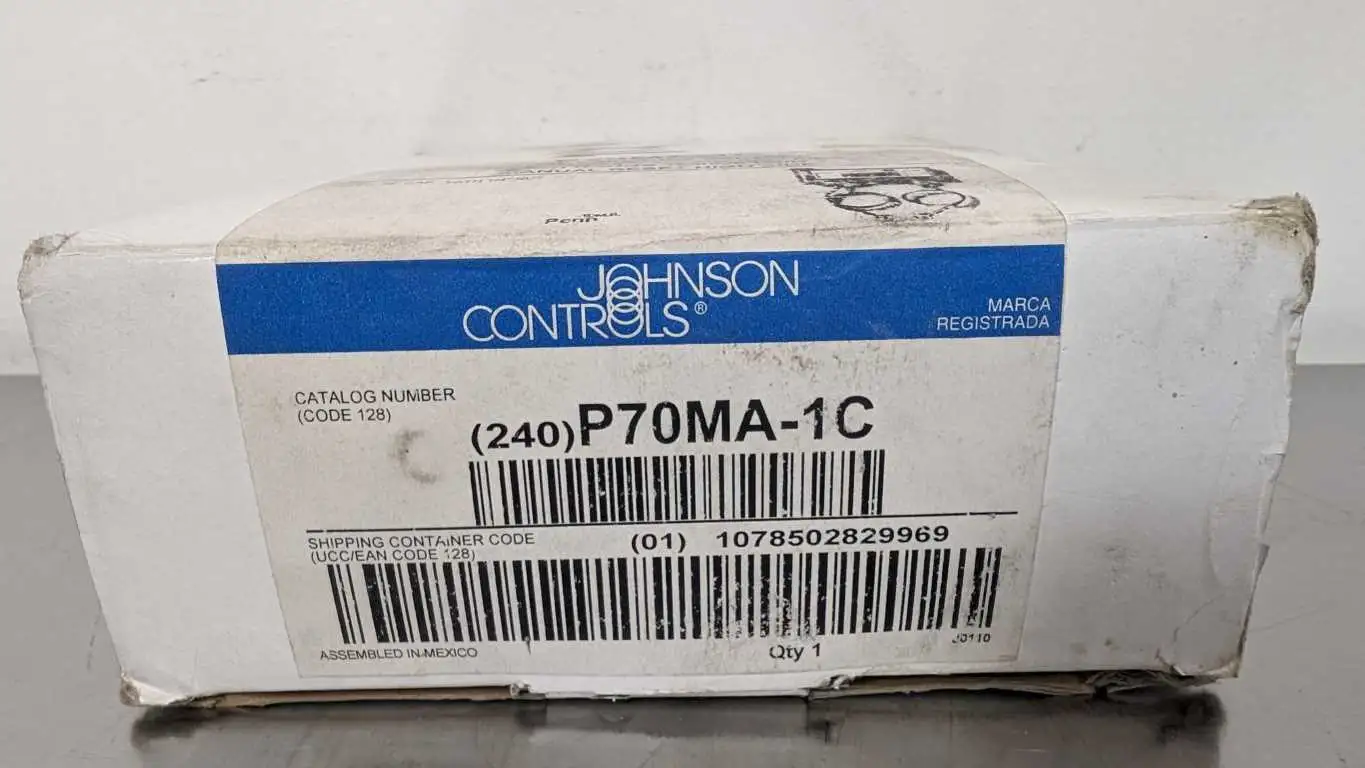 Penn
JOHNSON
CONTROLS®
MARCA
REGISTRADA
CATALOG NUMBER
(CODE 128)
(240)P70MA-1C
SHIPPING CONTAINER CODE
(UCC/EAN CODE 128)
(01) 1078502829969
ASSEMBLED IN MEXICO
Qty 1